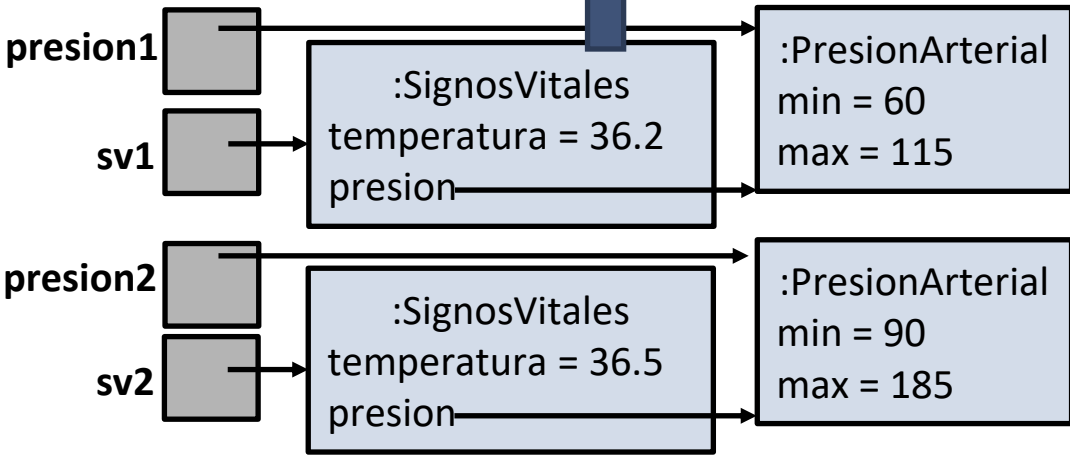 presion1
:SignosVitales
temperatura = 36.2
presion
:PresionArterial
min = 60
max = 115
sv1
presion2
:SignosVitales
temperatura = 36.5
presion
:PresionArterial
min = 90
max = 185
sv2